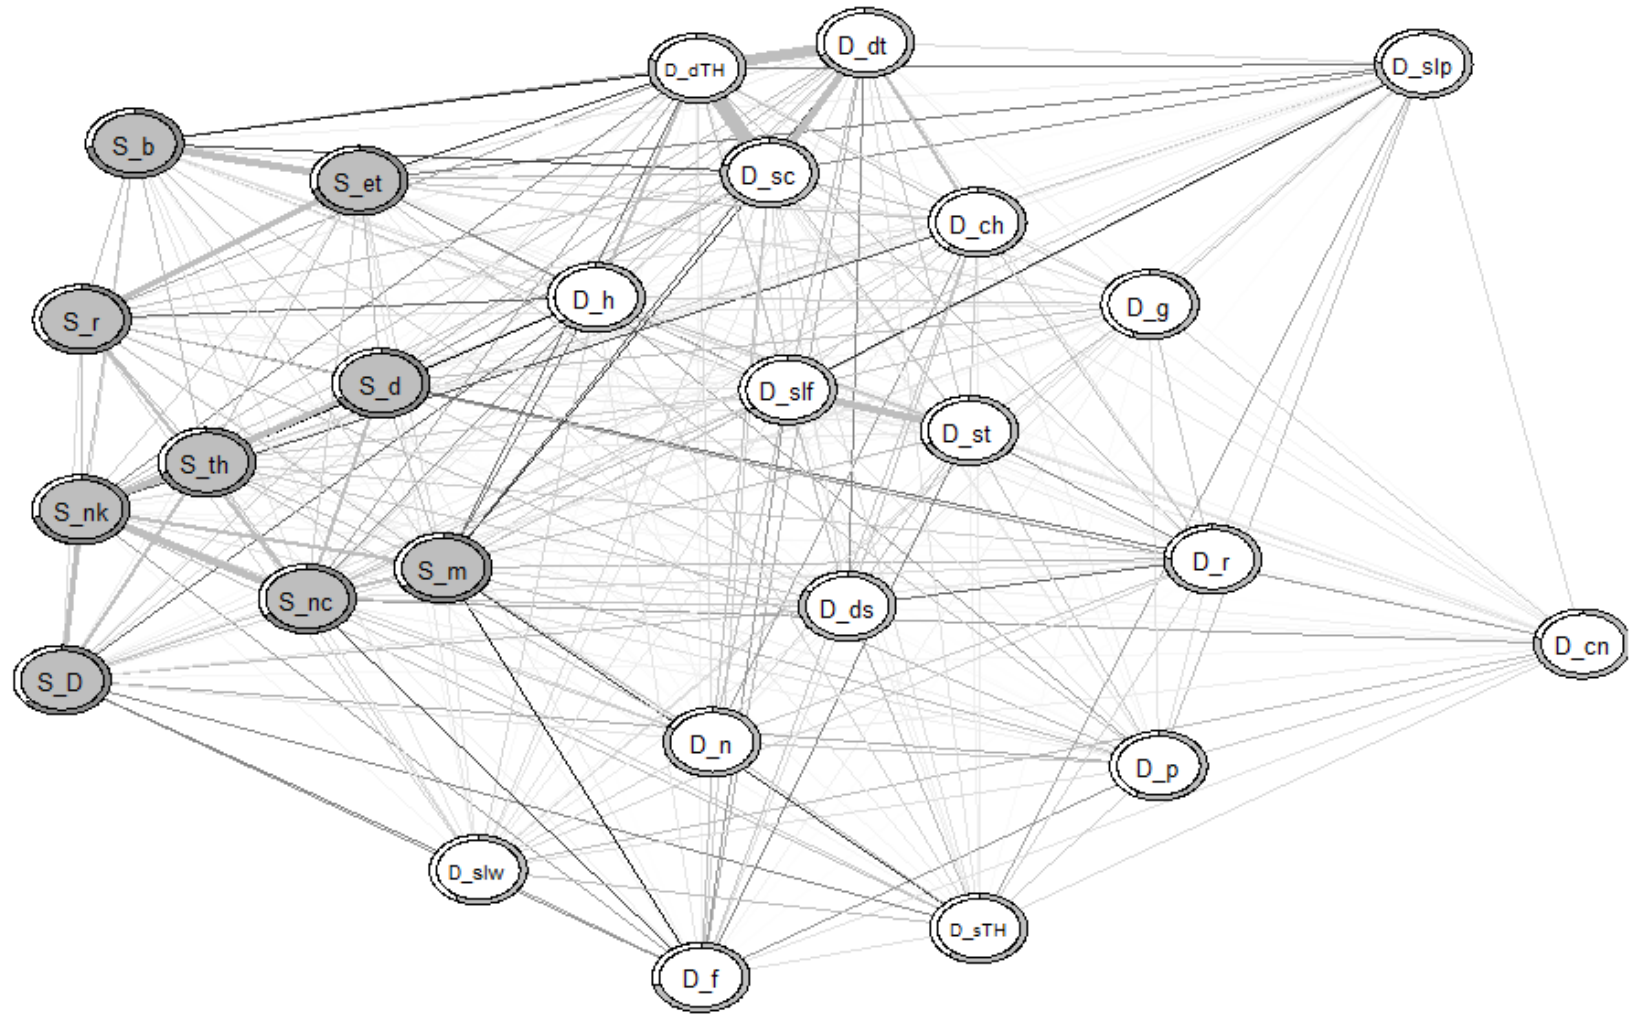 D_dt
D_dTH
D_slp
S_b
S_et
D_sc
D_ch
D_h
D_g
S_r
S_d
D_slf
D_st
S_th
S_nk
D_r
S_m
S_nc
D_ds
D_cn
S_D
D_n
D_p
D_slw
D_sTH
D_f